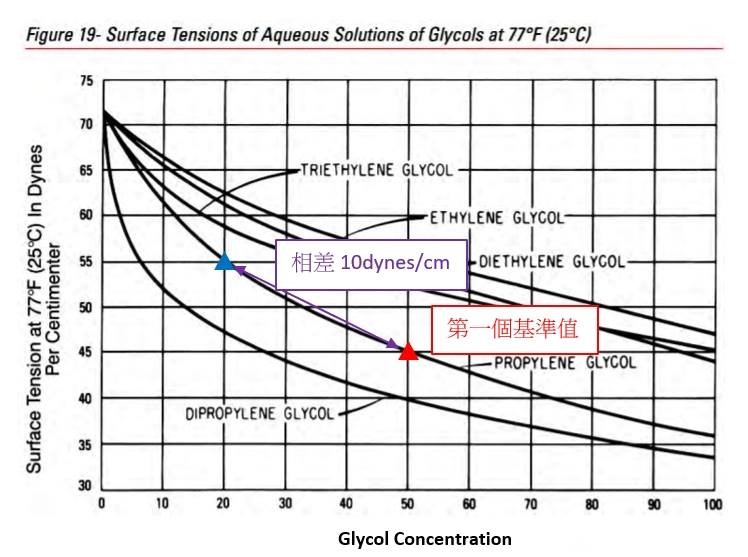 Figure 19- Surface Tensions of Aqueous Solutions of Glycols at 77°F (25°C)
Surface Tension at 77°F (25°C) In Dynes
Per Centimenter
75
70
65
60
55
50
45
40
35
30
TRIETHYLENE GLYCOL
ETHYLENE GLYCOL
相差 10dynes/cm
DIETHYLENE GLYCOL
第一個基準值
PROPYLENE GLYCOL
DIPROPYLENE GLYCOL
0 10 20 30 40 50 60 70 80 90 100
Glycol Concentration